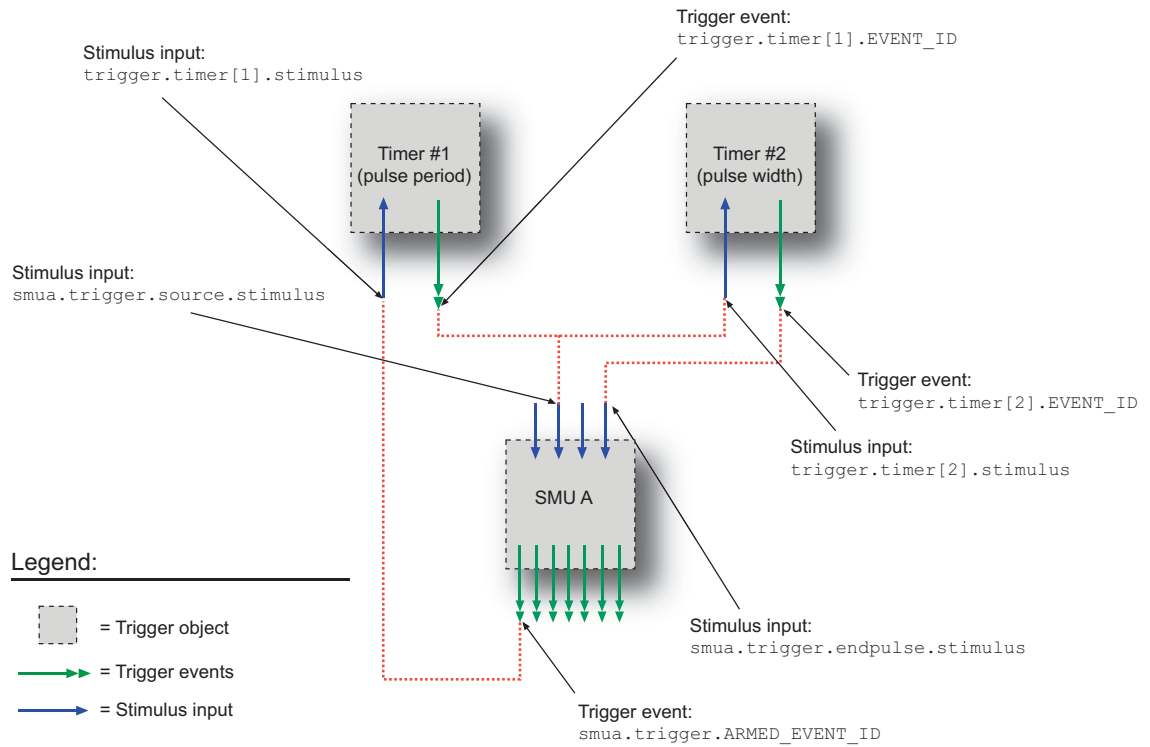 Trigger event:
trigger.timer[1].EVENT_ID
Stimulus input:
trigger.timer[1].stimulus
Timer #1
(pulse period)
Timer #2
(pulse width)
Stimulus input:
smua.trigger.source.stimulus
Trigger event:
trigger.timer[2].EVENT_ID
Stimulus input:
trigger.timer[2].stimulus
SMU A
Legend:
= Trigger object
= Trigger events
= Stimulus input
Stimulus input:
smua.trigger.endpulse.stimulus
Trigger event:
smua.trigger.ARMED_EVENT_ID